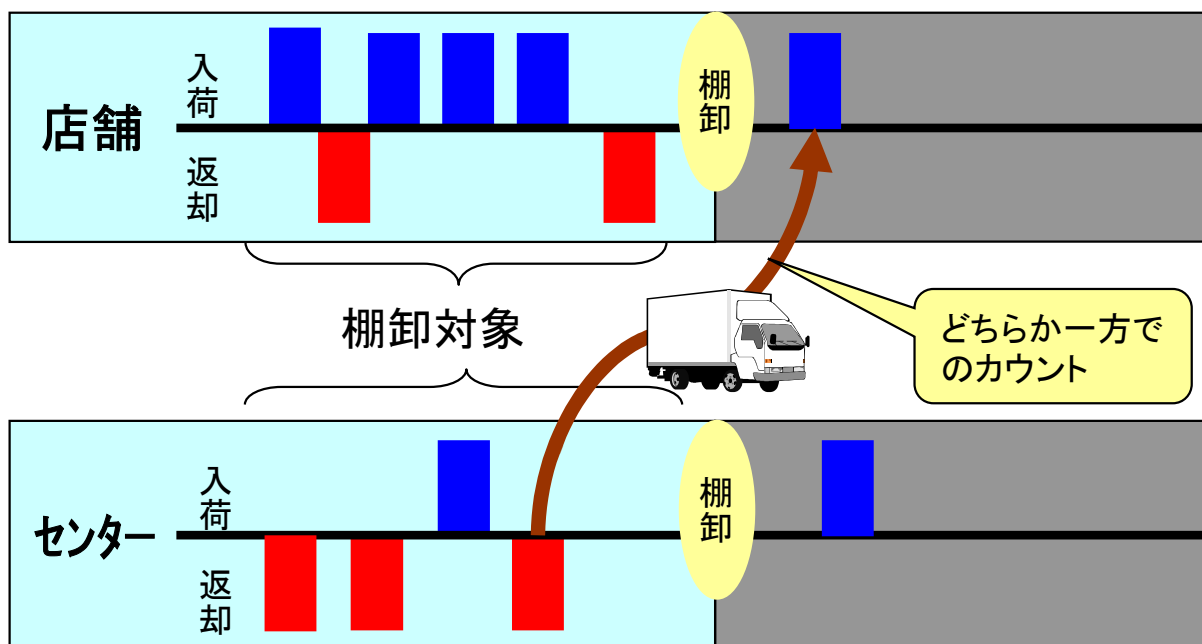 店舗
入荷
返却
棚卸
棚卸対象
どちらか一方で
のカウント
センター
入荷
返却
棚卸